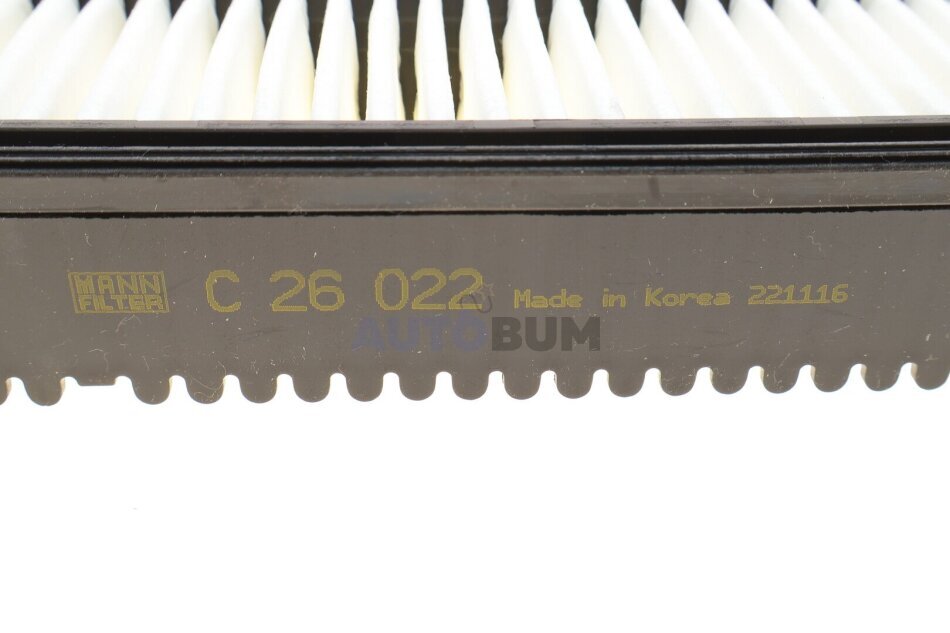 MANN
FILTER
C 26 022 Made in Korea 221116
AUTOBUM